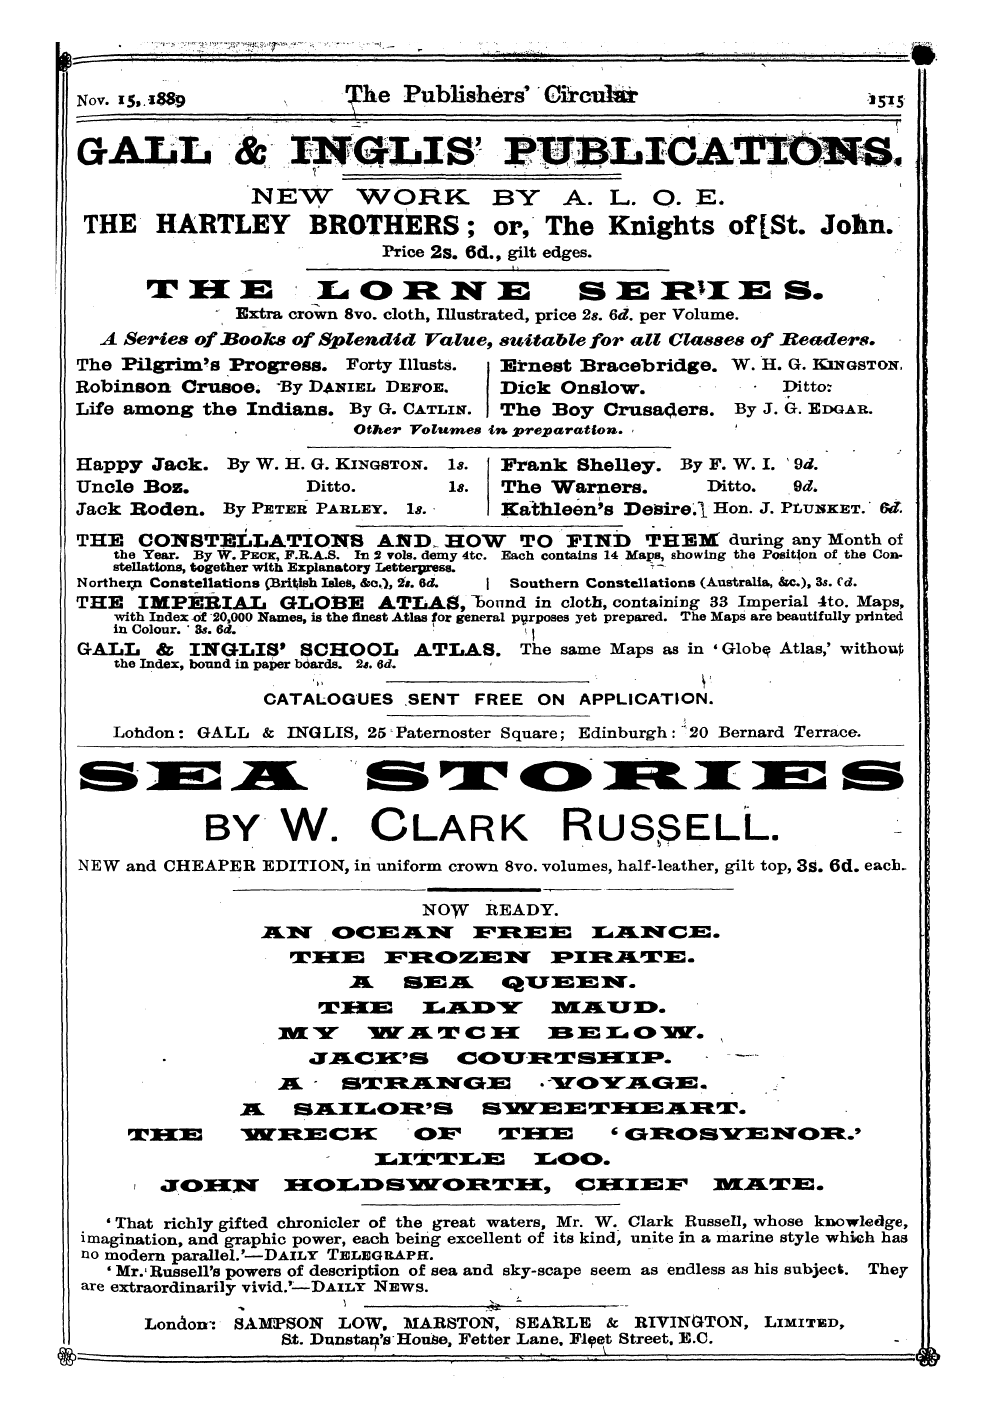 Nov. 15, 1889 The Publishers' Circular 1515
GALL & INGLIS' PUBLICATIONS.
NEW WORK BY A. L. O. E.
THE HARTLEY BROTHERS; or, The Knights of St. John.
Price 2s. 6d., gilt edges.
THE LORNE SERIES.
Extra crown 8vo. cloth, Illustrated, price 2s. 6d. per Volume.
A Series of Books of Splendid Value, suitable for all Classes of Readers.
The Pilgrim's Progress. Forty Illusts.
Robinson Crusoe. By DANIEL DEFOE.
Life among the Indians. By G. CATLIN.
Ernest Bracebridge. W. H. G. KINGSTON.
Dick Onslow. Ditto.
The Boy Crusaders. By J. G. EDGAR.
Other Volumes in preparation.
Happy Jack. By W. H. G. KINGSTON. 1s.
Uncle Boz. Ditto. 1s.
Jack Roden. By PETER PARLEY. 1s.
Frank Shelley. By F. W. I. 9d.
The Warners. Ditto. 9d.
Kathleen's Desire. Hon. J. PLUNKET. 6d.
THE CONSTELLATIONS AND HOW TO FIND THEM during any Month of
the Year. By W. PECK, F.R.A.S. In 2 vols. demy 4to. Each contains 14 Maps, showing the Position of the Con-
stellations, together with Explanatory Letterpress.
Northern Constellations (British Isles, &c.), 2s. 6d. | Southern Constellations (Australia, &c.), 3s. 6d.
THE IMPERIAL GLOBE ATLAS, bound in cloth, containing 33 Imperial 4to. Maps,
with Index of 20,000 Names, is the finest Atlas for general purposes yet prepared. The Maps are beautifully printed
in Colour. 3s. 6d.
GALL & INGLIS' SCHOOL ATLAS. The same Maps as in 'Globe Atlas,' without
the Index, bound in paper boards. 2s. 6d.
CATALOGUES SENT FREE ON APPLICATION.
London: GALL & INGLIS, 25 Paternoster Square; Edinburgh: 20 Bernard Terrace.
SEA STORIES
BY W. CLARK RUSSELL.
NEW and CHEAPER EDITION, in uniform crown 8vo. volumes, half-leather, gilt top, 3s. 6d. each.
NOW READY.
AN OCEAN FREE LANCE.
THE FROZEN PIRATE.
A SEA QUEEN.
THE LADY MAUD.
MY WATCH BELOW.
JACK'S COURTSHIP.
A STRANGE VOYAGE.
A SAILOR'S SWEETHEART.
THE WRECK OF THE 'GROSVENOR.'
LITTLE LOO.
JOHN HOLDSWORTH, CHIEF MATE.
'That richly gifted chronicler of the great waters, Mr. W. Clark Russell, whose knowledge,
imagination, and graphic power, each being excellent of its kind, unite in a marine style which has
no modern parallel.'—DAILY TELEGRAPH.
'Mr. Russell's powers of description of sea and sky-scape seem as endless as his subject. They
are extraordinarily vivid.'—DAILY NEWS.
London: SAMPSON LOW, MARSTON, SEARLE & RIVINGTON, LIMITED,
St. Dunstan's House, Fetter Lane, Fleet Street, E.C.